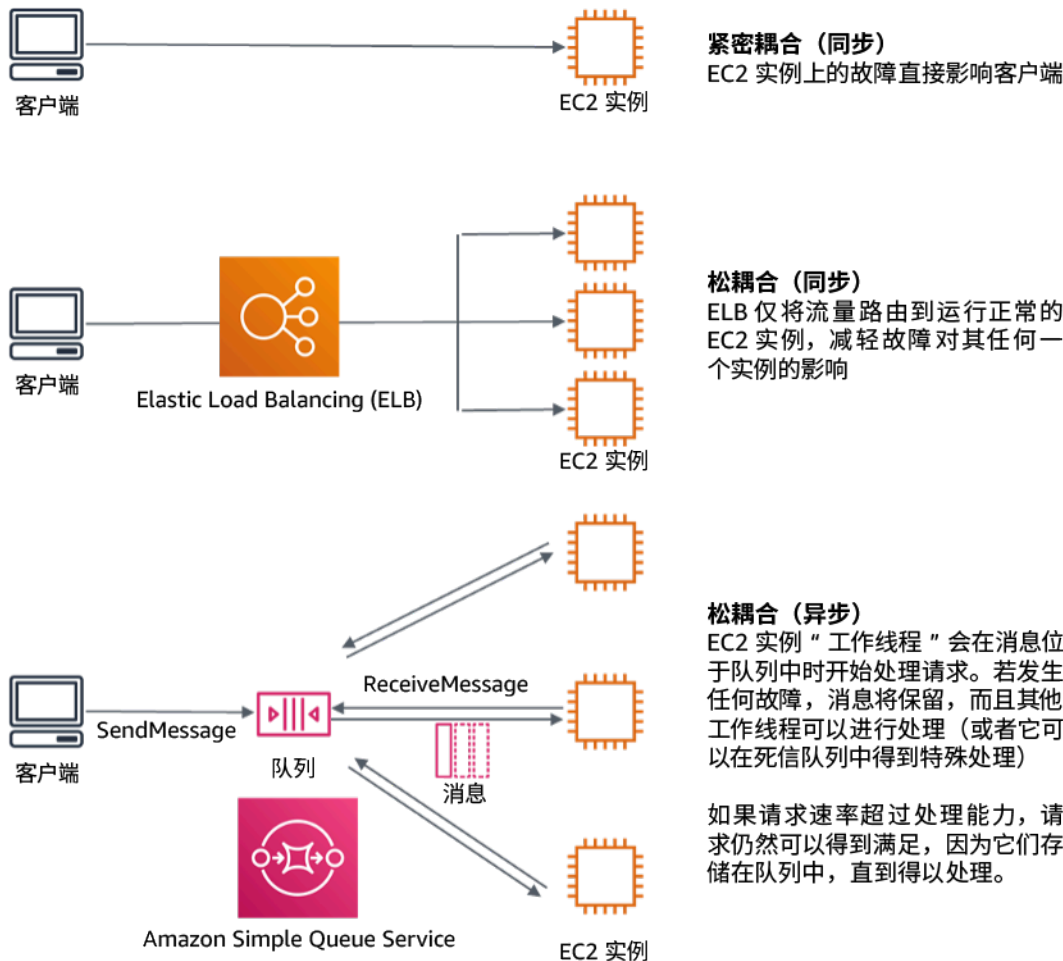 客户端
EC2 实例
紧密耦合（同步）
EC2 实例上的故障直接影响客户端
客户端
Elastic Load Balancing (ELB)
EC2 实例
松耦合（同步）
ELB 仅将流量路由到运行正常的
EC2 实例，减轻故障对其任何一
个实例的影响
客户端
SendMessage
队列
ReceiveMessage
消息
Amazon Simple Queue Service
EC2 实例
松耦合（异步）
EC2 实例 “ 工作线程 ” 会在消息位
于队列中时开始处理请求。若发生
任何故障，消息将保留，而且其他
工作线程可以进行处理（或者它可
以在死信队列中得到特殊处理）
如果请求速率超过处理能力，请
求仍然可以得到满足，因为它们存
储在队列中，直到得以处理。